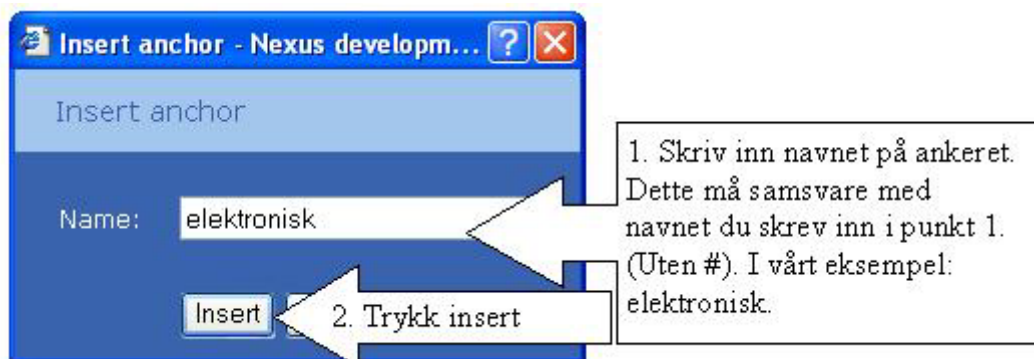 Insert anchor - Nexus developm...
Insert anchor
Name:
elektronisk
1. Skriv inn navnet på ankeret.
Dette må samsvare med
navnet du skrev inn i punkt 1.
(Uten #). I vårt eksempel:
elektronisk.
Insert
2. Trykk insert